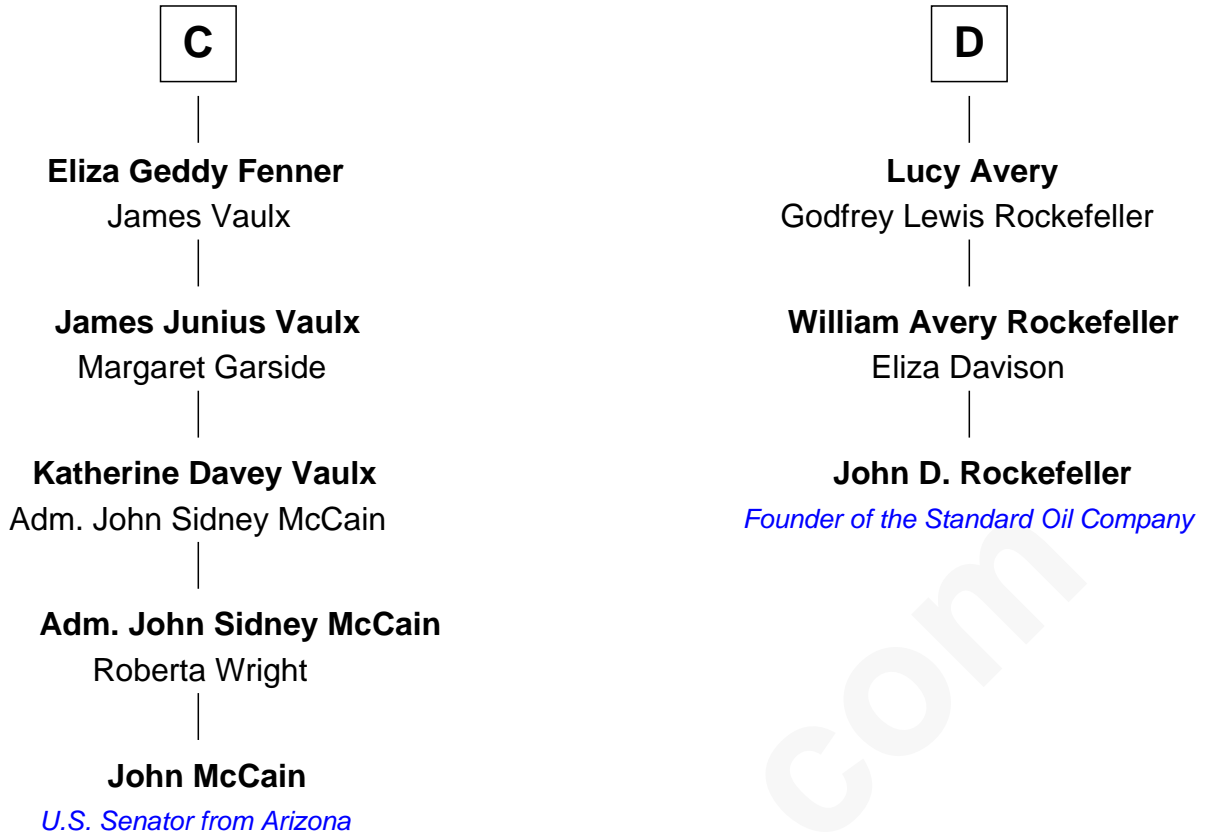 C
Eliza Geddy Fenner
James Vaulx
James Junius Vaulx
Margaret Garside
Katherine Davey Vaulx
Adm. John Sidney McCain
Adm. John Sidney McCain
Roberta Wright
John McCain
U.S. Senator from Arizona
D
Lucy Avery
Godfrey Lewis Rockefeller
William Avery Rockefeller
Eliza Davison
John D. Rockefeller
Founder of the Standard Oil Company
com